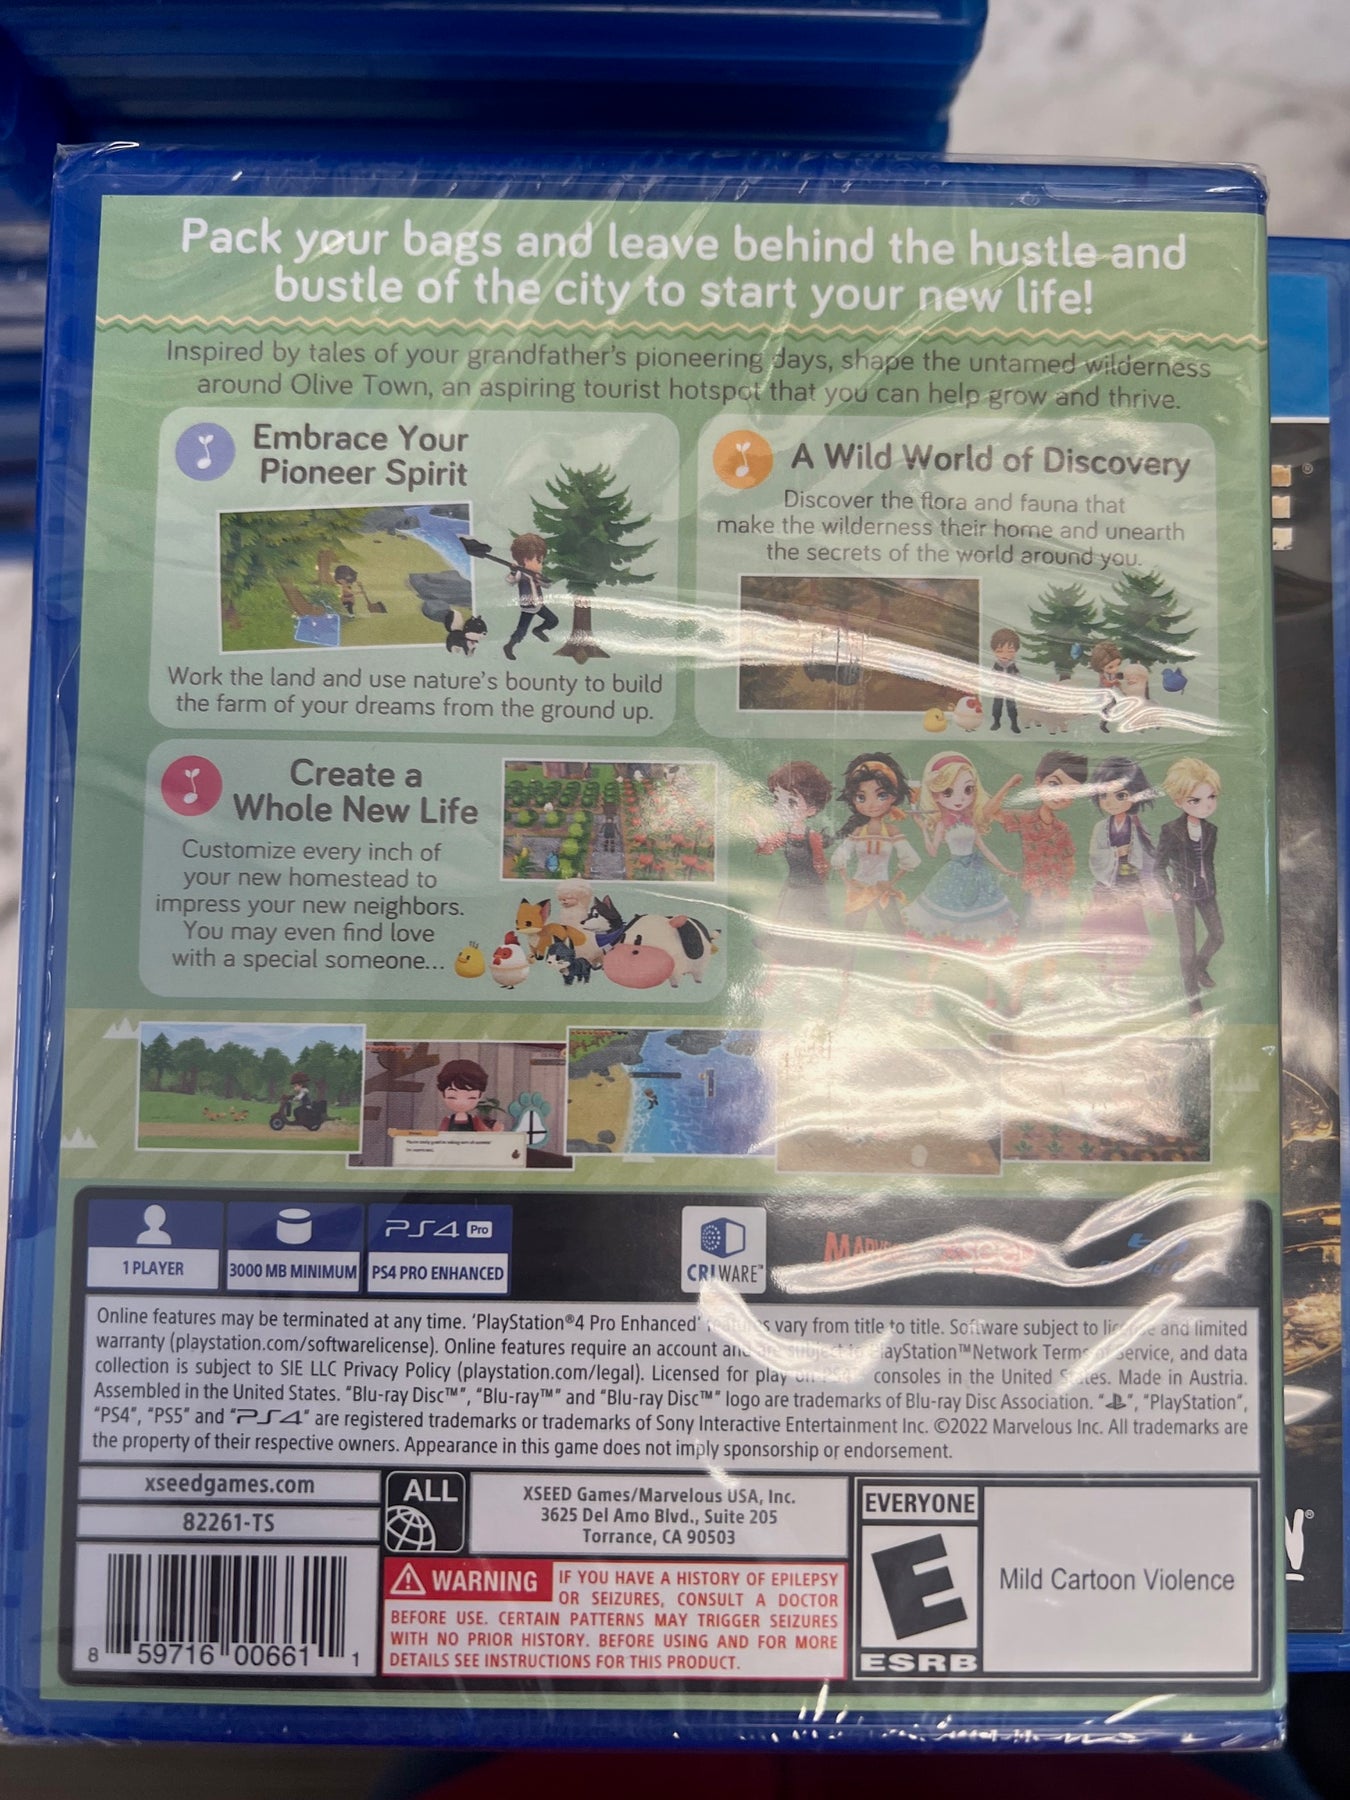 Pack your bags and leave behind the hustle and
bustle of the city to start your new life!
Inspired by tales of your grandfather's pioneering days, shape the untamed wilderness
around Olive Town, an aspiring tourist hotspot that you can help grow and thrive.
Embrace Your
Pioneer Spirit
Work the land and use nature's bounty to build
the farm of your dreams from the ground up.
A Wild World of Discovery
Discover the flora and fauna that
make the wilderness their home and unearth
the secrets of the world around you.
Create a
Whole New Life
Customize every inch of
your new homestead to
impress your new neighbors.
You may even find love
with a special someone...
1 PLAYER
3000 MB MINIMUM
PS4 Pro
PS4 PRO ENHANCED
CRIWARE™
Online features may be terminated at any time. 'PlayStation®4 Pro Enhanced' vary from title to title. Software subject to and limited
warranty (playstation.com/softwarelicense). Online features require an account Network Terms Service, and data
collection is subject to SIE LLC Privacy Policy (playstation.com/legal). Licensed for play consoles in the United Made in Austria.
Assembled in the United States. "Blu-ray Disc™", "Blu-ray™" and "Blu-ray Disc™" logo are trademarks of Blu-ray Disc Association. "", "PlayStation",
"PS4", "PS5" and "PS4" are registered trademarks or trademarks of Sony Interactive Entertainment Inc. ©2022 Marvelous Inc. All trademarks are
the property of their respective owners. Appearance in this game does not imply sponsorship or endorsement.
xseedgames.com
82261-TS
8 59716 00661 1
ALL
XSEED Games/Marvelous USA, Inc.
3625 Del Amo Blvd., Suite 205
Torrance, CA 90503
WARNING IF YOU HAVE A HISTORY OF EPILEPSY
OR SEIZURES, CONSULT A DOCTOR
BEFORE USE. CERTAIN PATTERNS MAY TRIGGER SEIZURES
WITH NO PRIOR HISTORY. BEFORE USING AND FOR MORE
DETAILS SEE INSTRUCTIONS FOR THIS PRODUCT.
EVERYONE
E
ESRB
Mild Cartoon Violence